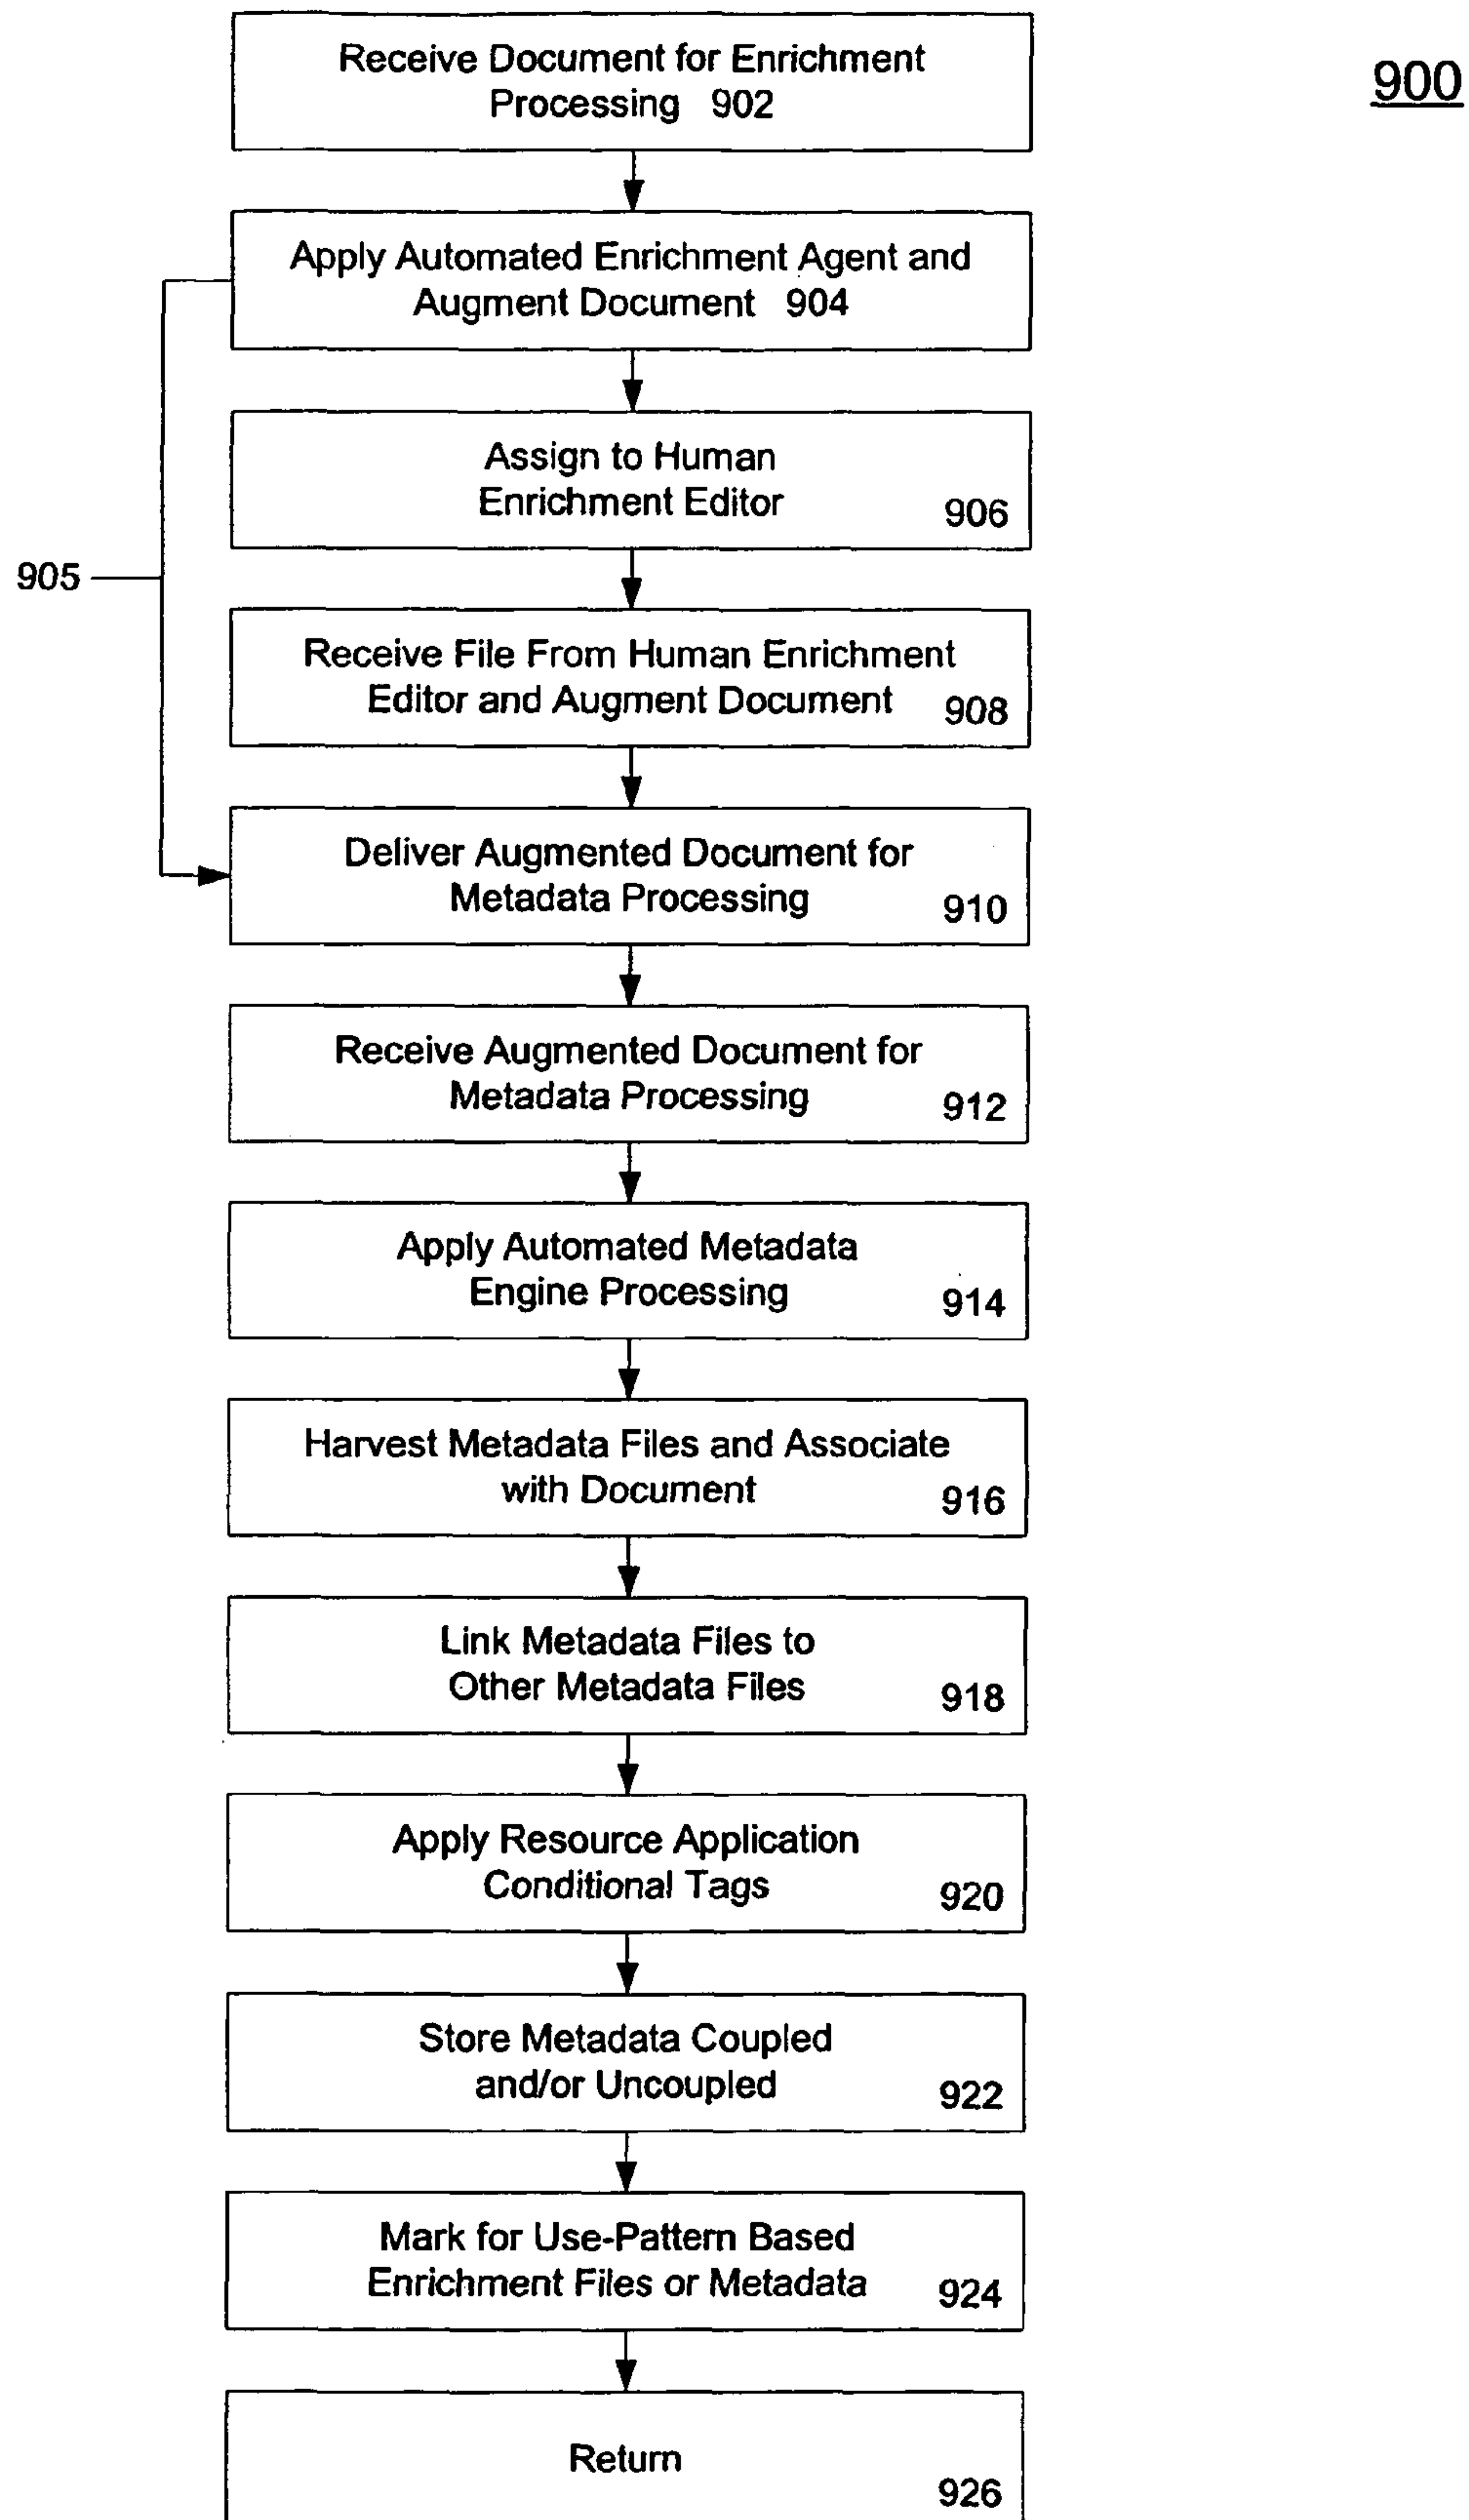 900
Receive Document for Enrichment
Processing 902
Apply Automated Enrichment Agent and
Augment Document 904
Assign to Human
Enrichment Editor
906
905
Receive File From Human Enrichment
Editor and Augment Document
908
Deliver Augmented Document for
Metadata Processing
910
Receive Augmented Document for
Metadata Processing
912
Apply Automated Metadata
Engine Processing
914
Harvest Metadata Files and Associate
with Document
916
Link Metadata Files to
Other Metadata Files
918
Apply Resource Application
Conditional Tags
920
Store Metadata Coupled
and/or Uncoupled
922
Mark for Use-Pattern Based
Enrichment Files or Metadata
924
Return
926